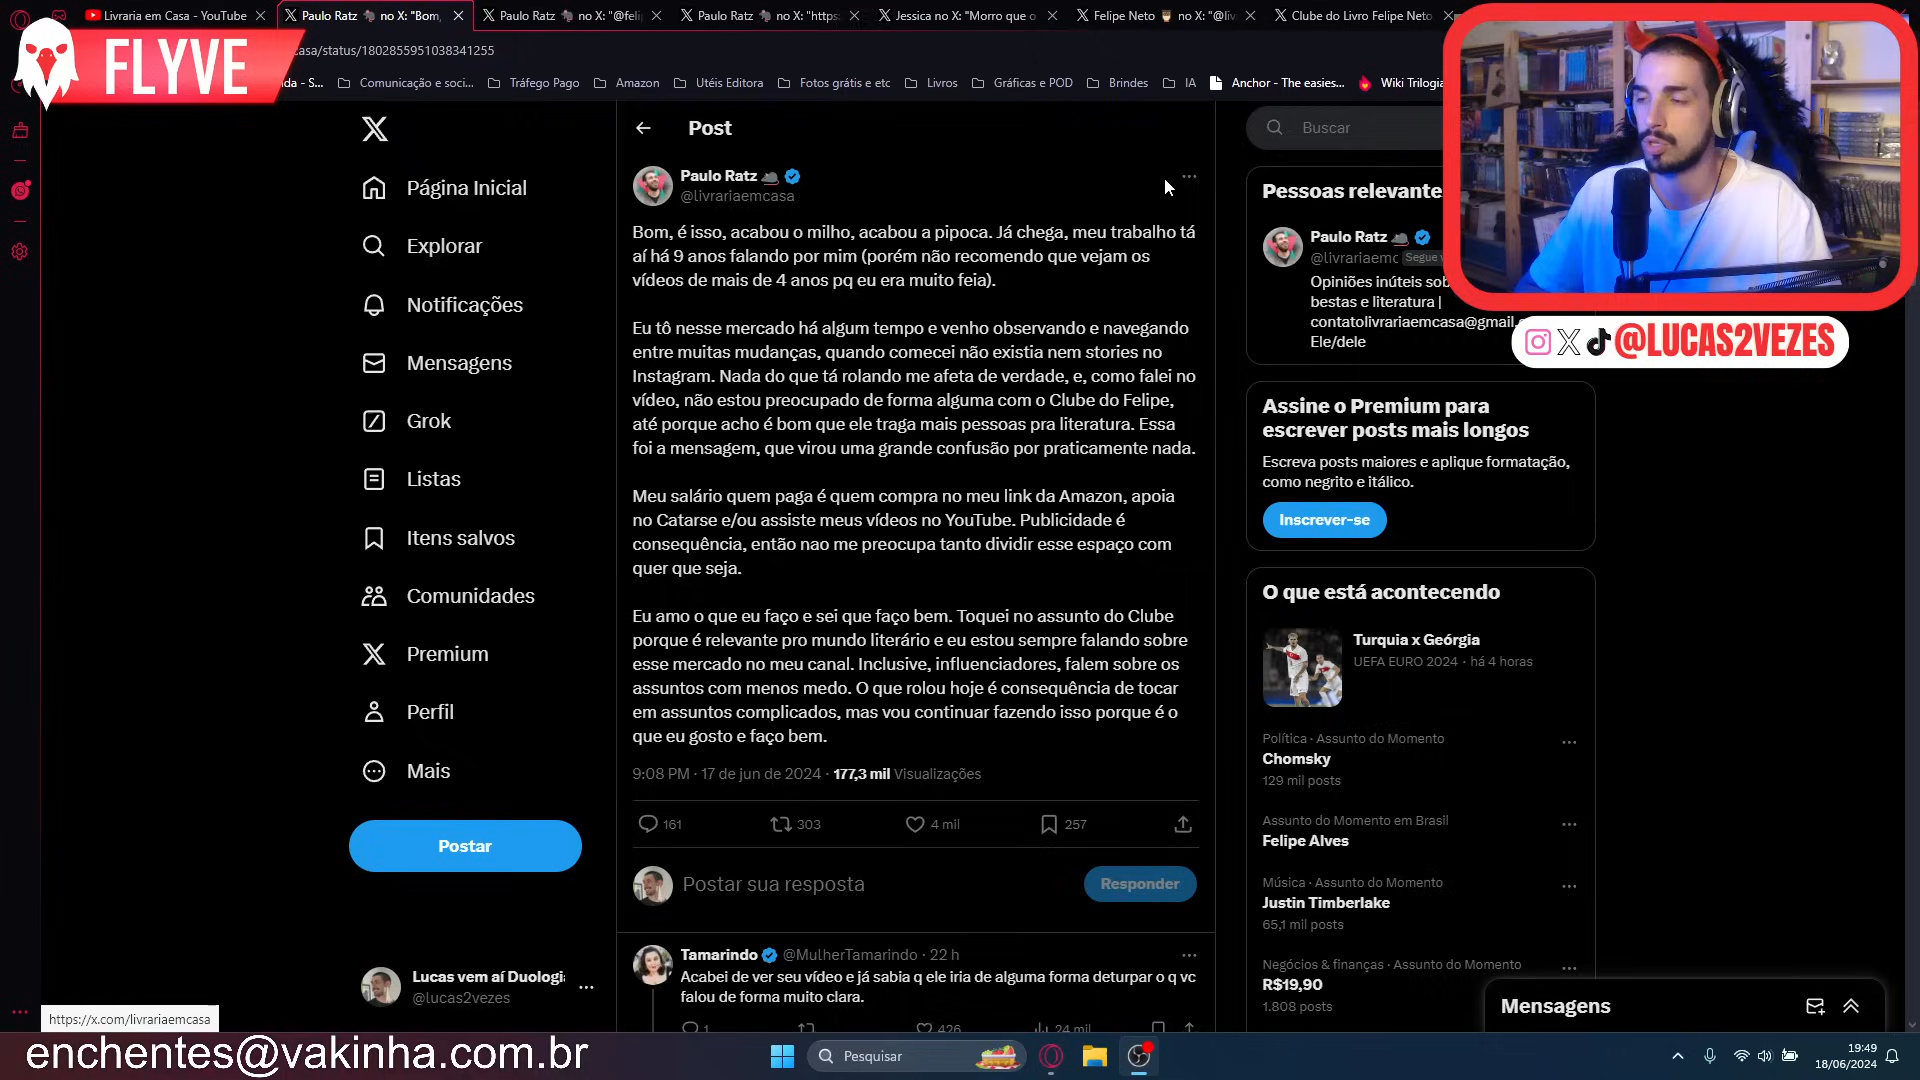 Livraria em Casa - YouTube
Paulo Ratz no X: "Bom,
Paulo Ratz no X: "@feli
Paulo Ratz no X: "https:
Jessica no X: "Morro que o
Felipe Neto no X: "@liv
Clube do Livro Felipe Neto
FLYVE
casa/status/1802855951038341255
da - S...
Comunicação e soci...
Tráfego Pago
Amazon
Utéis Editora
Fotos grátis e etc
Livros
Gráficas e POD
Brindes
IA
Anchor - The easies...
Wiki Trilogia
Página Inicial
Explorar
Notificações
Mensagens
Grok
Listas
Itens salvos
Comunidades
Premium
Perfil
Mais
Postar
Lucas vem aí Duologi
@lucas2vezes
https://x.com/livrariaemcasa
Post
Paulo Ratz
@livrariaemcasa
Bom, é isso, acabou o milho, acabou a pipoca. Já chega, meu trabalho tá
aí há 9 anos falando por mim (porém não recomendo que vejam os
vídeos de mais de 4 anos pq eu era muito feia).
Eu tô nesse mercado há algum tempo e venho observando e navegando
entre muitas mudanças, quando comecei não existia nem stories no
Instagram. Nada do que tá rolando me afeta de verdade, e, como falei no
vídeo, não estou preocupado de forma alguma com o Clube do Felipe,
até porque acho é bom que ele traga mais pessoas pra literatura. Essa
foi a mensagem, que virou uma grande confusão por praticamente nada.
Meu salário quem paga é quem compra no meu link da Amazon, apoia
no Catarse e/ou assiste meus vídeos no YouTube. Publicidade é
consequência, então nao me preocupa tanto dividir esse espaço com
quer que seja.
Eu amo o que eu faço e sei que faço bem. Toquei no assunto do Clube
porque é relevante pro mundo literário e eu estou sempre falando sobre
esse mercado no meu canal. Inclusive, influenciadores, falem sobre os
assuntos com menos medo. O que rolou hoje é consequência de tocar
em assuntos complicados, mas vou continuar fazendo isso porque é o
que eu gosto e faço bem.
9:08 PM · 17 de jun de 2024 · 177,3 mil Visualizações
161
303
4 mil
257
Postar sua resposta
Responder
Tamarindo @MulherTamarindo · 22 h
Acabei de ver seu vídeo e já sabia q ele iria de alguma forma deturpar o q vc
falou de forma muito clara.
1
426
24 mil
Buscar
Pessoas relevante
Paulo Ratz
@livrariaemc Segue v
Opiniões inúteis sob
bestas e literatura |
contatolivrariaemcasa@gmail.c
Ele/dele
@LUCAS2VEZES
Assine o Premium para
escrever posts mais longos
Escreva posts maiores e aplique formatação,
como negrito e itálico.
Inscrever-se
O que está acontecendo
Turquia x Geórgia
UEFA EURO 2024 · há 4 horas
Política · Assunto do Momento
Chomsky
129 mil posts
Assunto do Momento em Brasil
Felipe Alves
Música · Assunto do Momento
Justin Timberlake
65,1 mil posts
Negócios & finanças · Assunto do Momento
R$19,90
1.808 posts
Mensagens
enchentes@vakinha.com.br
Pesquisar
19:49
18/06/2024